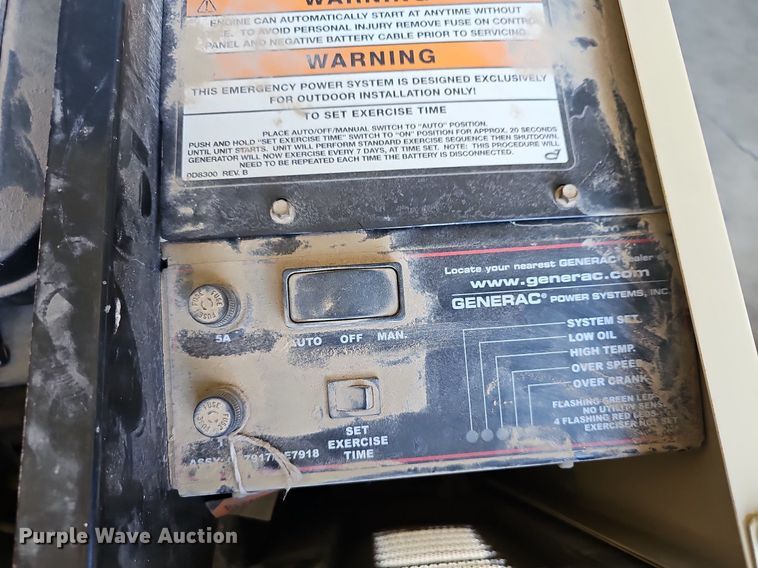 WARNING
ENGINE CAN AUTOMATICALLY START AT ANYTIME WITHOUT
TO AVOID PERSONAL INJURY REMOVE FUSE ON CONTROL
PANEL AND NEGATIVE BATTERY CABLE PRIOR TO SERVICING.
WARNING
THIS EMERGENCY POWER SYSTEM IS DESIGNED EXCLUSIVELY
FOR OUTDOOR INSTALLATION ONLY!
TO SET EXERCISE TIME
PLACE AUTO/OFF/MANUAL SWITCH TO "AUTO" POSITION.
PUSH AND HOLD "SET EXERCISE TIME" SWITCH TO "ON" POSITION FOR APPROX. 20 SECONDS
UNTIL UNIT STARTS. UNIT WILL PERFORM STANDARD EXERCISE SEQUENCE THEN SHUTDOWN.
GENERATOR WILL NOW EXERCISE EVERY 7 DAYS, AT TIME SET. NOTE: THIS PROCEDURE WILL
NEED TO BE REPEATED EACH TIME THE BATTERY IS DISCONNECTED.
0D8300 REV. B
Locate your nearest GENERAC dealer
www.generac.com
GENERAC® POWER SYSTEMS, INC.
FUSE
FUSE
5A
AUTO OFF MAN.
SYSTEM SET
LOW OIL
HIGH TEMP.
OVER SPEED
OVER CRANK
FLASHING GREEN LED -
NO UTILITY SENSE
4 FLASHING RED LEDS -
EXERCISER NOT SET
FUSE
FUSE
SET
EXERCISE
TIME
Purple Wave Auction